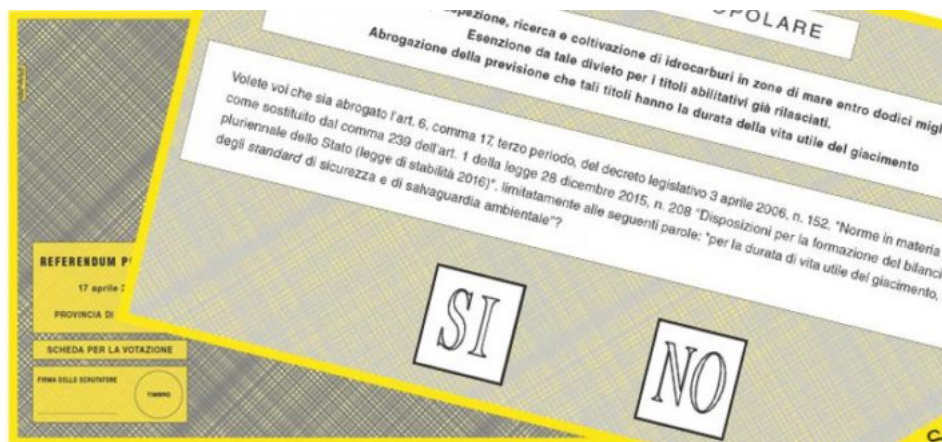 OPOLARE
ricerca e coltivazione di idrocarburi in zone di mare entro dodici migl
Esenzione da tale divieto per i titoli abilitativi già rilasciati.
Abrogazione della previsione che tali titoli hanno la durata della vita utile del giacimento
Volete voi che sia abrogato l'art. 6, comma 17, terzo periodo, del decreto legislativo 3 aprile 2006, n. 152, "Norme in materia
come sostituito dal comma 239 dell'art. 1 della legge 28 dicembre 2015, n. 208 "Disposizioni per la formazione del bilanci
pluriennale dello Stato (legge di stabilità 2016)", limitatamente alle seguenti parole: "per la durata di vita utile del giacimento,
degli standard di sicurezza e di salvaguardia ambientale"?
SI
NO
REFERENDUM P
17 aprile
PROVINCIA DI
SCHEDA PER LA VOTAZIONE
FIRMA DELLO SCRUTATORE
TIMBRO